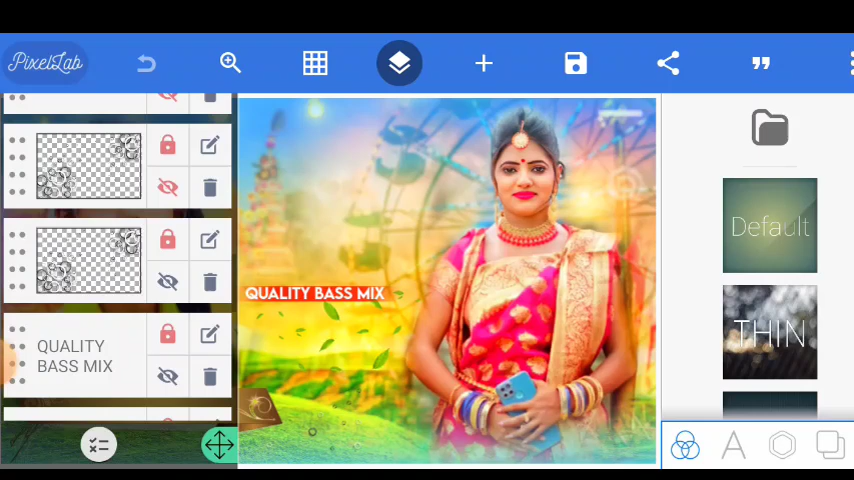 PixelLab
QUALITY
BASS MIX
QUALITY BASS MIX
Default
THIN